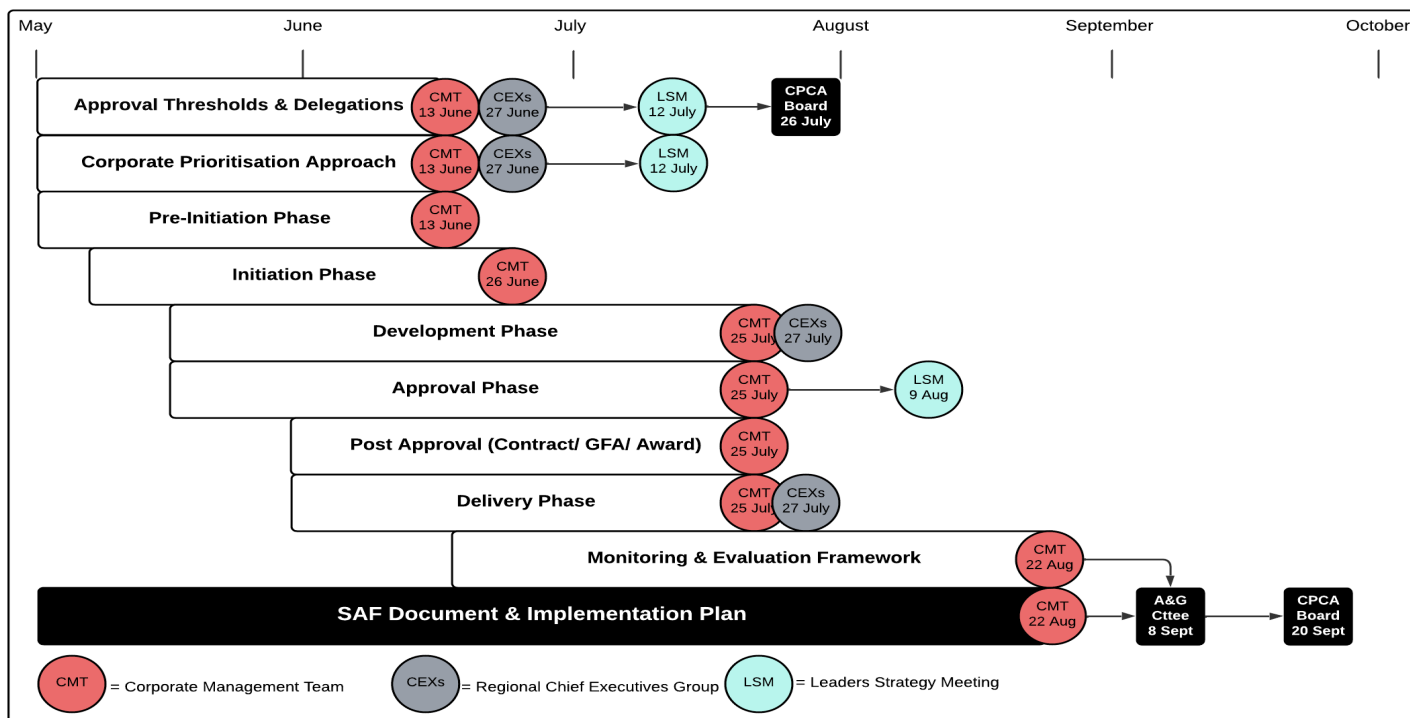 May June July August September October
Approval Thresholds & Delegations
CMT
13 June
CEXs
27 June
LSM
12 July
CPCA
Board
26 July
Corporate Prioritisation Approach
CMT
13 June
CEXs
27 June
LSM
12 July
Pre-Initiation Phase
CMT
13 June
Initiation Phase
CMT
26 June
Development Phase
CMT
25 July
CEXs
27 July
Approval Phase
CMT
25 July
LSM
9 Aug
Post Approval (Contract/ GFA/ Award)
CMT
25 July
Delivery Phase
CMT
25 July
CEXs
27 July
Monitoring & Evaluation Framework
CMT
22 Aug
SAF Document & Implementation Plan
CMT
22 Aug
A&G
Cttee
8 Sept
CPCA
Board
20 Sept
CMT = Corporate Management Team
CEXs = Regional Chief Executives Group
LSM = Leaders Strategy Meeting